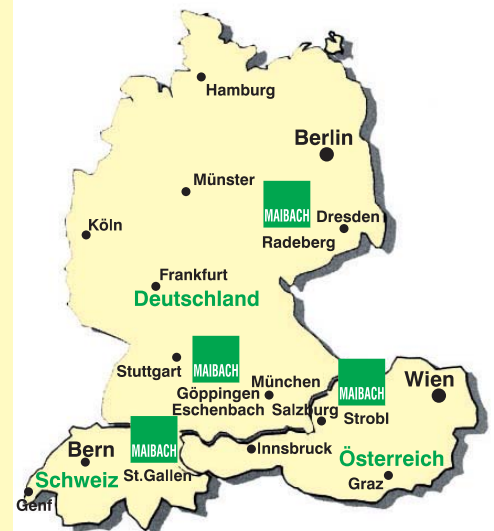 Hamburg
Berlin
Münster
MAIBACH
Dresden
Köln
Radeberg
Frankfurt
Deutschland
Stuttgart
MAIBACH
München
MAIBACH
Wien
Göppingen
Eschenbach
Salzburg
Strobl
Bern
MAIBACH
Innsbruck
Österreich
Schweiz
St.Gallen
Graz
Genf